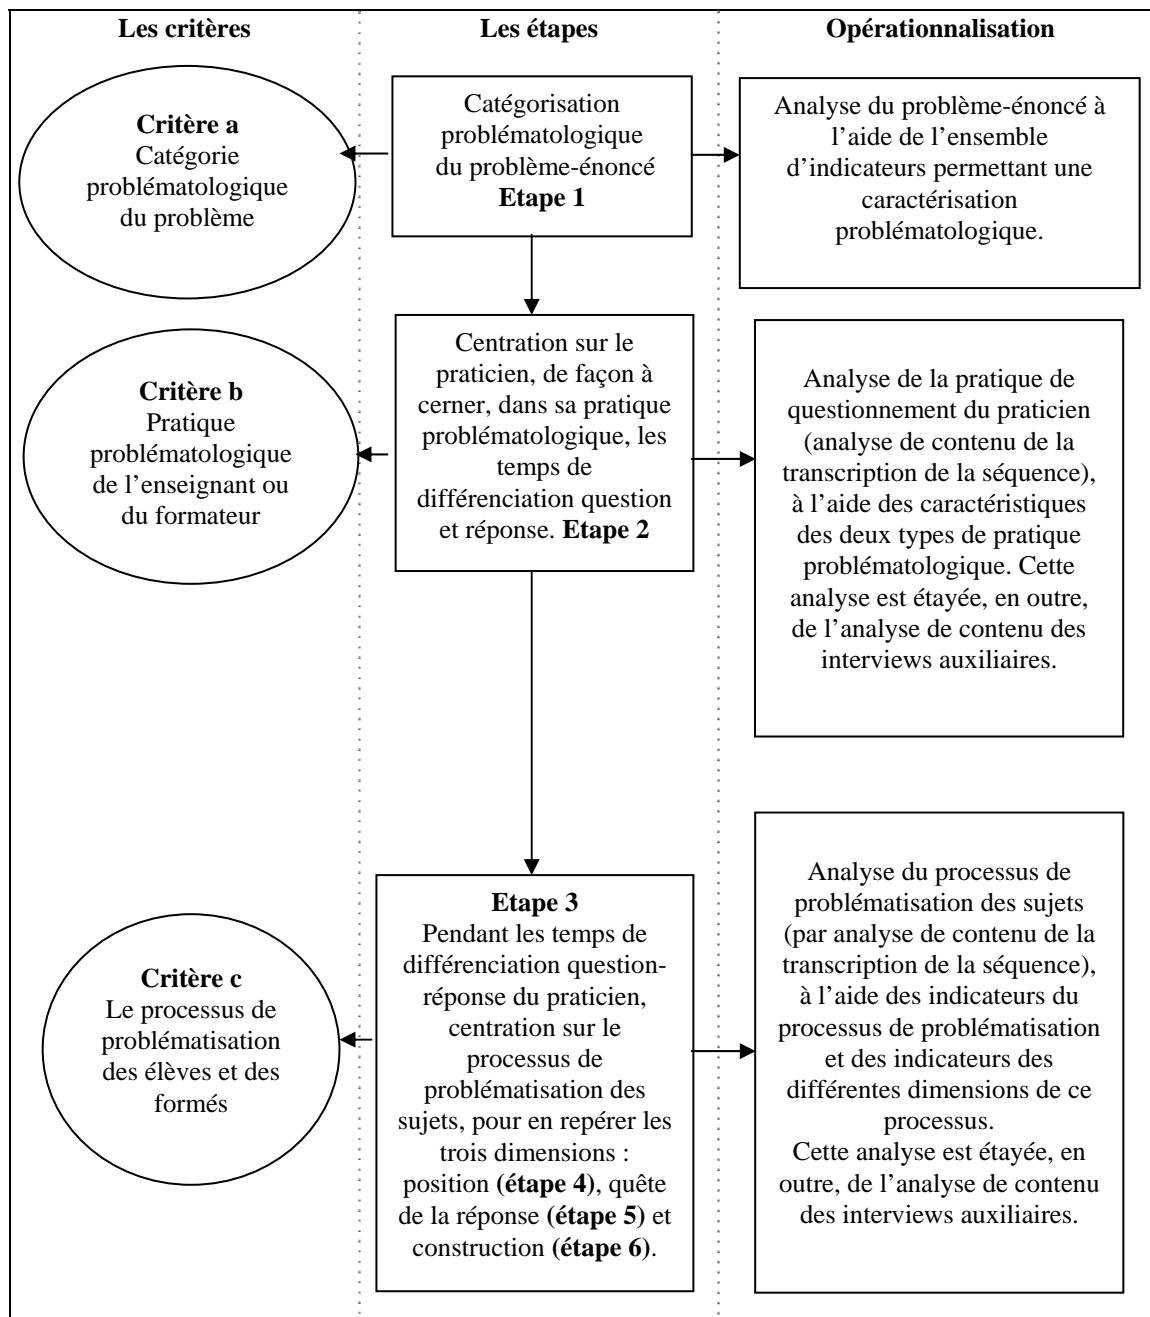 Les critères
Les étapes
Opérationnalisation
Critère a
Catégorie
problématologique
du problème
Catégorisation
problématologique
du problème-énoncé
Etape 1
Analyse du problème-énoncé à
l’aide de l’ensemble
d’indicateurs permettant une
caractérisation
problématologique.
Critère b
Pratique
problématologique
de l’enseignant ou
du formateur
Centration sur le
praticien, de façon à
cerner, dans sa pratique
problématologique, les
temps de
différenciation question
et réponse. Etape 2
Analyse de la pratique de
questionnement du praticien
(analyse de contenu de la
transcription de la séquence),
à l’aide des caractéristiques
des deux types de pratique
problématologique. Cette
analyse est étayée, en outre,
de l’analyse de contenu des
interviews auxiliaires.
Critère c
Le processus de
problématisation
des élèves et des
formés
Etape 3
Pendant les temps de
différenciation question-
réponse du praticien,
centration sur le
processus de
problématisation des
sujets, pour en repérer les
trois dimensions :
position (étape 4), quête
de la réponse (étape 5) et
construction (étape 6).
Analyse du processus de
problématisation des sujets
(par analyse de contenu de la
transcription de la séquence),
à l’aide des indicateurs du
processus de problématisation
et des indicateurs des
différentes dimensions de ce
processus.
Cette analyse est étayée, en
outre, de l’analyse de contenu
des interviews auxiliaires.